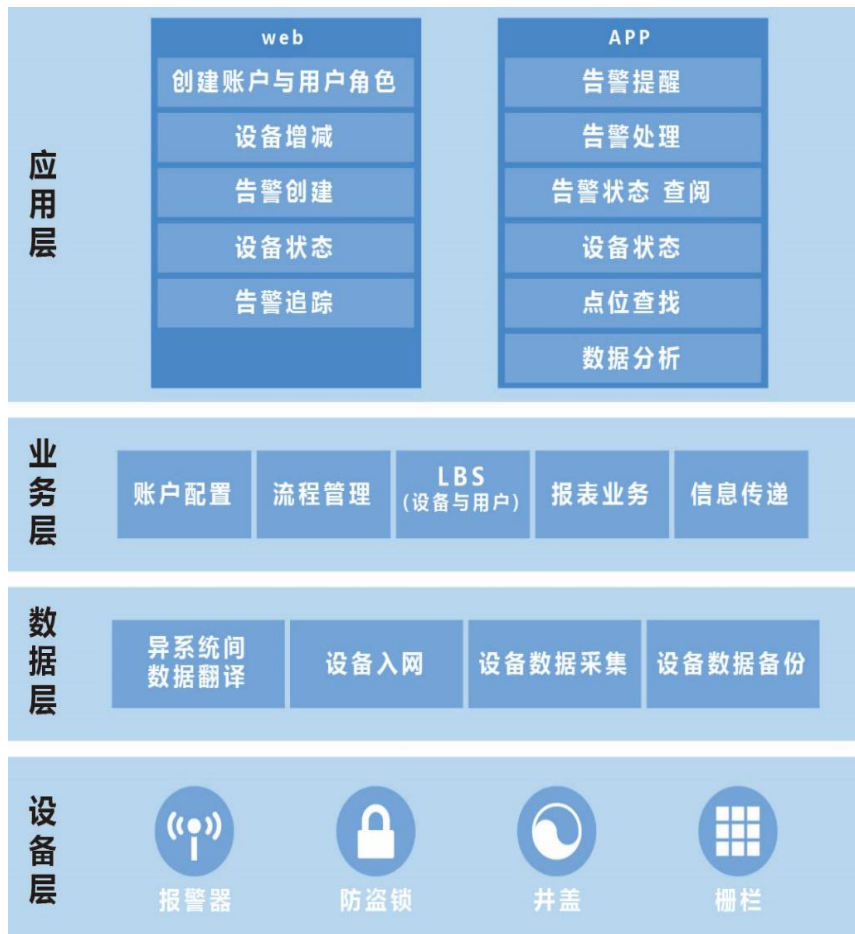 应用层
web
创建账户与用户角色
设备增减
告警创建
设备状态
告警追踪
APP
告警提醒
告警处理
告警状态 查阅
设备状态
点位查找
数据分析
业务层
账户配置
流程管理
LBS
(设备与用户)
报表业务
信息传递
数据层
异系统间
数据翻译
设备入网
设备数据采集
设备数据备份
设备层
报警器
防盗锁
井盖
栅栏